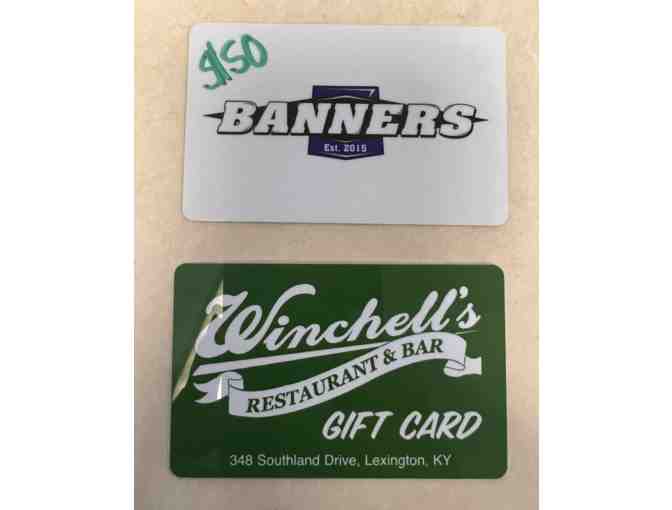 $150
BANNERS
Est. 2015
Winchell's
RESTAURANT & BAR
GIFT CARD
348 Southland Drive, Lexington, KY